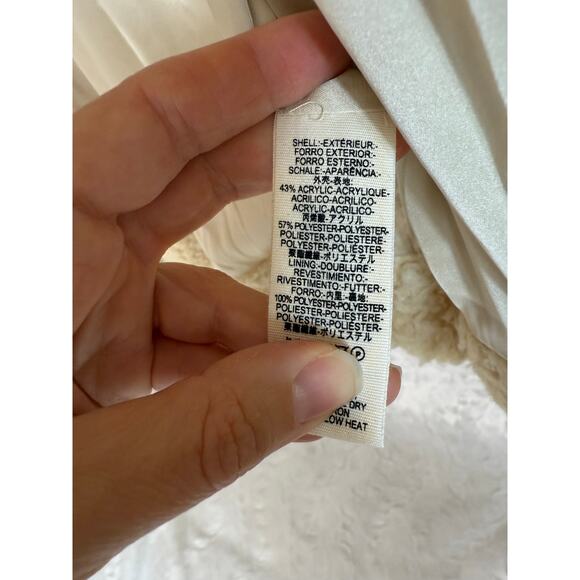 SHELL:-EXTÉRIEUR:-
FORRO EXTERIOR:-
FORRO ESTERNO:-
SCHALE:-APARÊNCIA:-
外壳:-表地:
43% ACRYLIC-ACRYLIQUE-
ACRILICO-ACRILICO-
ACRYLIC-ACRÍLICO-
丙烯酸-アクリル
57% POLYESTER-POLYESTER-
POLIESTER-POLIESTERE-
POLYESTER-POLIÉSTER-
聚酯纖維-ポリエステル
LINING:-DOUBLURE:-
REVESTIMIENTO:-
RIVESTIMENTO:-FUTTER:-
FORRO:-内里:-裏地:
100% POLYESTER-POLYESTER-
POLIESTER-POLIESTERE-
POLYESTER-POLIÉSTER-
聚酯纖維-ポリエステル
P
DRY
LOW HEAT